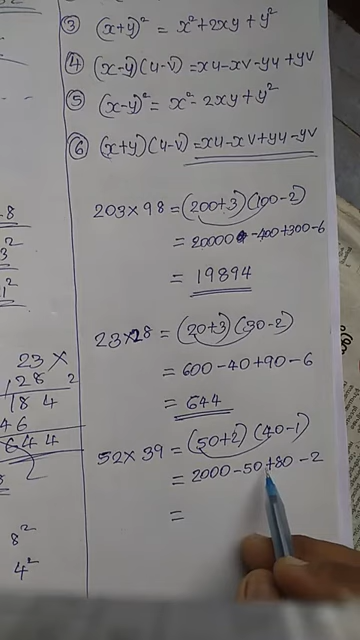 ③ (x+y)² = x²+2xy+y²
④ (x-y)(u-v) = xu-xv-yu+yv
⑤ (x-y)² = x²-2xy+y²
⑥ (x+y)(u-v) = xu-xv+yu-yv
203×98 = (200+3)(100-2)
= 20000-400+300-6
= 19894
23×28 = (20+3)(30-2)
= 600-40+90-6
= 644
52×39 = (50+2)(40-1)
= 2000-50+80-2
=
23×
28 2
184
46
644
8²
4²